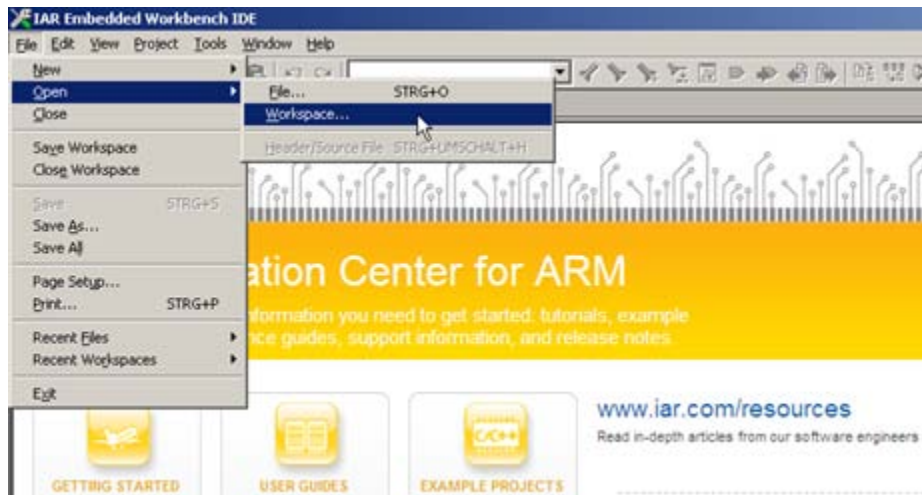 IAR Embedded Workbench IDE
File Edit View Project Tools Window Help
New
Open
Close
Save Workspace
Close Workspace
Save STRG+S
Save As...
Save All
Page Setup...
Print... STRG+P
Recent Files
Recent Workspaces
Exit
File... STRG+O
Workspace...
Header/Source File STRG+UMSCHALT+H
ation Center for ARM
nformation you need to get started: tutorials, example
nce guides, support information, and release notes.
www.iar.com/resources
Read in-depth articles from our software engineers
C/C++
GETTING STARTED
USER GUIDES
EXAMPLE PROJECTS